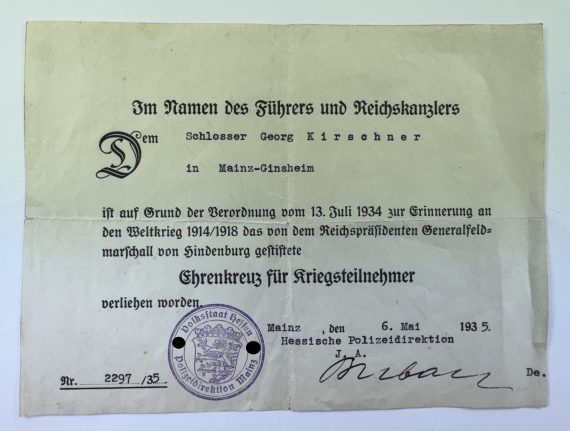 Im Namen des Führers und Reichskanzlers
Dem Schlosser Georg Kirschner
in Mainz-Ginsheim
ist auf Grund der Verordnung vom 13. Juli 1934 zur Erinnerung an
den Weltkrieg 1914/1918 das von dem Reichspräsidenten Generalfeld-
marschall von Hindenburg gestiftete
Ehrenkreuz für Kriegsteilnehmer
verliehen worden.
Mainz, den 6. Mai 1935.
Hessische Polizeidirektion
J.A.
Nr. 2297/35.
De.
Volksstaat Hessen
Polizeidirektion Mainz